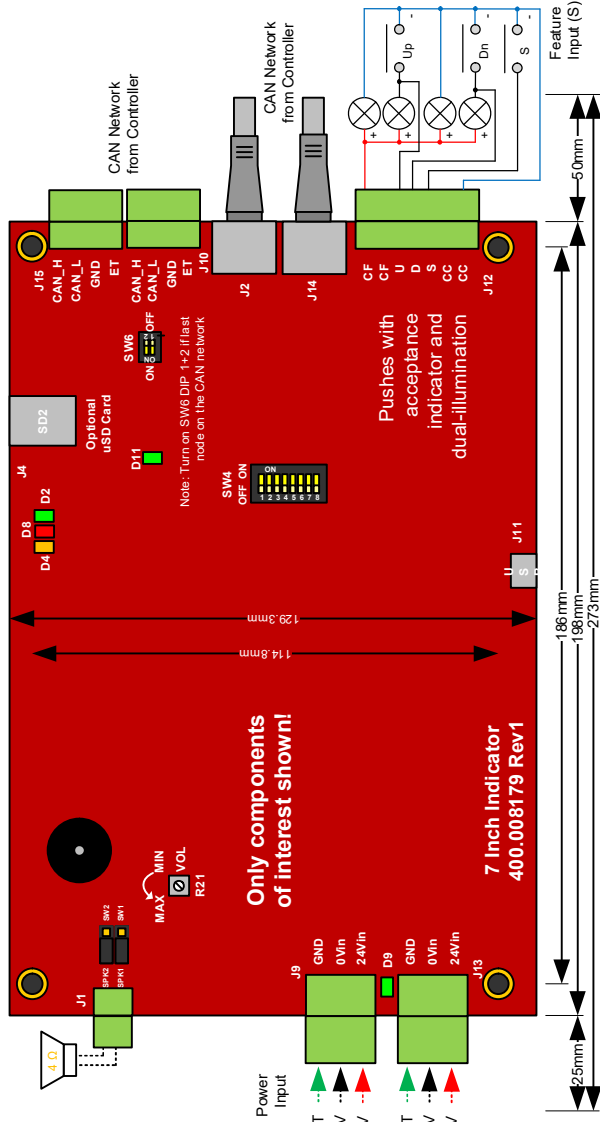 CAN Network
from Controller
CAN Network
from Controller
Feature
Input (S)
Up
Dn
S
-
-
-
+
+
+
+
J15
CAN_H
CAN_L
GND
ET
CAN_H
CAN_L
GND
ET
J10
J2
J14
CF
CF
U
D
S
CC
CC
J12
SW6
ON
OFF
ON
1 2
Note: Turn on SW6 DIP 1+2 if last
node on the CAN network
Pushes with
acceptance
indicator and
dual-illumination
SD2
Optional
uSD Card
J4
D11
D2
D8
D4
SW4
OFF ON
ON
1 2 3 4 5 6 7 8
J11
U S
129.3mm
114.8mm
Only components
of interest shown!
7 Inch Indicator
400.008179 Rev1
MAX
MIN
VOL
R21
SW2
SW1
SPK2
SPK1
J1
4 Ω
J9
GND
0Vin
24Vin
D9
GND
0Vin
24Vin
J13
Power
Input
T
V
V
T
V
V
50mm
186mm
198mm
273mm
25mm